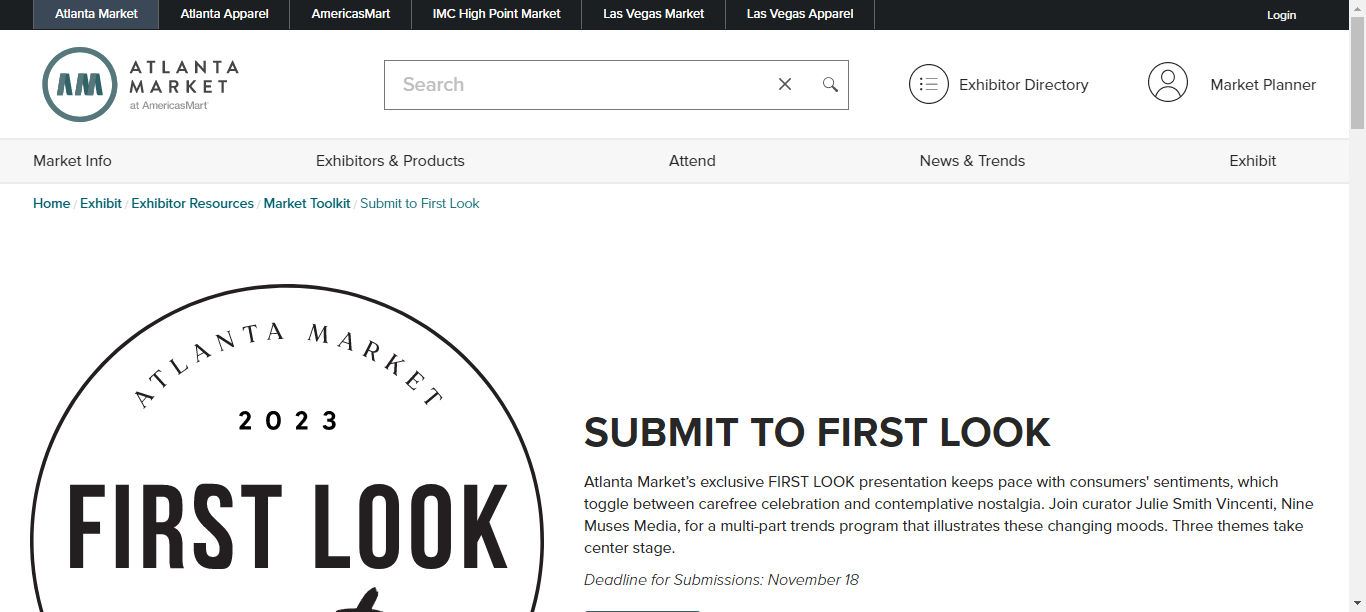 Atlanta Market
Atlanta Apparel
AmericasMart
IMC High Point Market
Las Vegas Market
Las Vegas Apparel
Login
AM
ATLANTA
MARKET
at AmericasMart
Search
Exhibitor Directory
Market Planner
Market Info
Exhibitors & Products
Attend
News & Trends
Exhibit
Home / Exhibit / Exhibitor Resources / Market Toolkit / Submit to First Look
ATLANTA MARKET
2023
FIRST LOOK
SUBMIT TO FIRST LOOK
Atlanta Market's exclusive FIRST LOOK presentation keeps pace with consumers' sentiments, which
toggle between carefree celebration and contemplative nostalgia. Join curator Julie Smith Vincenti, Nine
Muses Media, for a multi-part trends program that illustrates these changing moods. Three themes take
center stage.
Deadline for Submissions: November 18